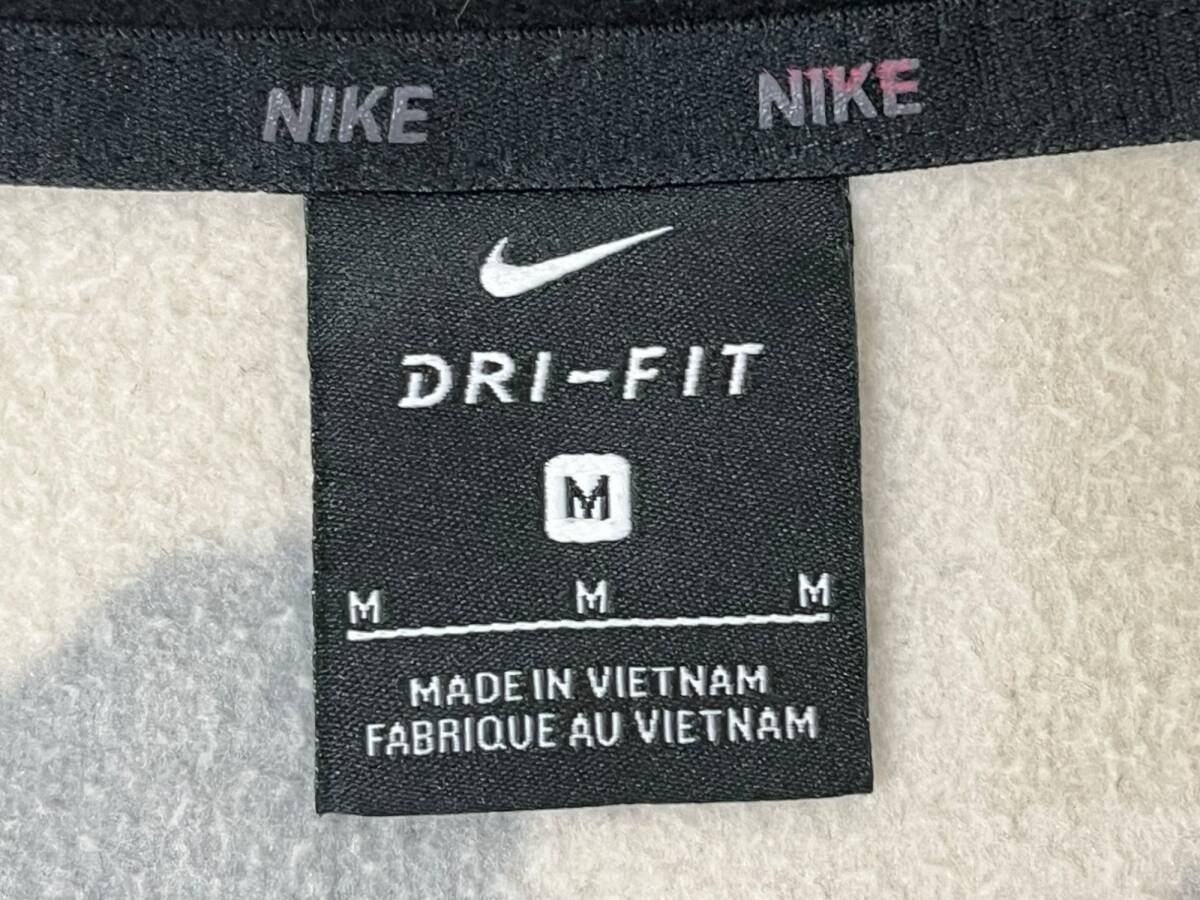 NIKE NIKE
DRI-FIT
M
M M M
MADE IN VIETNAM
FABRIQUE AU VIETNAM